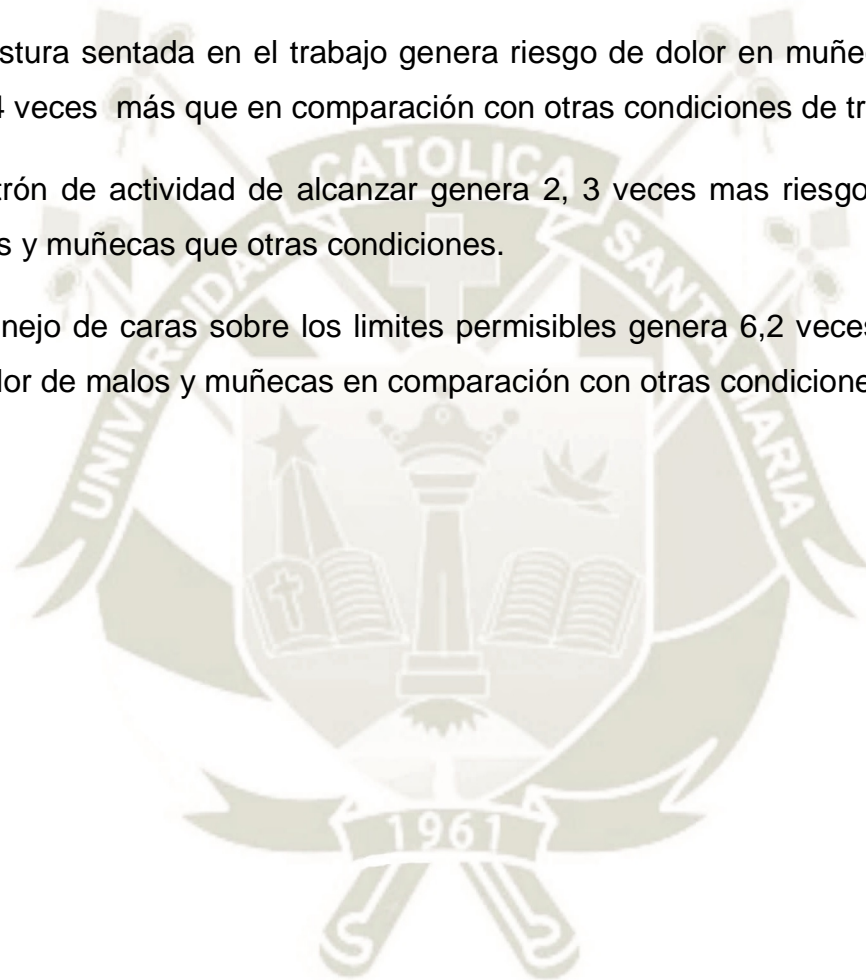 stura sentada en el trabajo genera riesgo de dolor en muñe
4 veces más que en comparación con otras condiciones de tr
trón de actividad de alcanzar genera 2, 3 veces mas riesgo
s y muñecas que otras condiciones.
nejo de caras sobre los limites permisibles genera 6,2 veces
lor de malos y muñecas en comparación con otras condicione
UNIVERSIDAD CATOLICA SANTA MARIA
1961